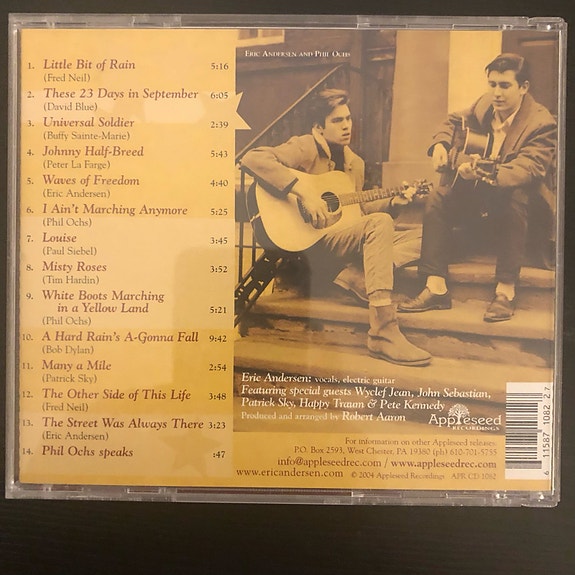 1. Little Bit of Rain 5:16
(Fred Neil)
2. These 23 Days in September 6:05
(David Blue)
3. Universal Soldier 2:39
(Buffy Sainte-Marie)
4. Johnny Half-Breed 5:43
(Peter La Farge)
5. Waves of Freedom 4:40
(Eric Andersen)
6. I Ain't Marching Anymore 5:25
(Phil Ochs)
7. Louise 3:45
(Paul Siebel)
8. Misty Roses 3:52
(Tim Hardin)
9. White Boots Marching
in a Yellow Land 5:21
(Phil Ochs)
10. A Hard Rain's A-Gonna Fall 9:42
(Bob Dylan)
11. Many a Mile 2:54
(Patrick Sky)
12. The Other Side of This Life 3:48
(Fred Neil)
13. The Street Was Always There 3:23
(Eric Andersen)
14. Phil Ochs speaks :47
Eric Andersen and Phil Ochs
Eric Andersen: vocals, electric guitar
Featuring special guests Wyclef Jean, John Sebastian,
Patrick Sky, Happy Traum & Pete Kennedy
Produced and arranged by Robert Aaron
Appleseed
RECORDINGS
For information on other Appleseed releases:
P.O. Box 2593, West Chester, PA 19380 (ph) 610-701-5755
info@appleseedrec.com / www.appleseedrec.com
www.ericandersen.com © 2004 Appleseed Recordings APR CD 1082
6 11587 1082 2 7